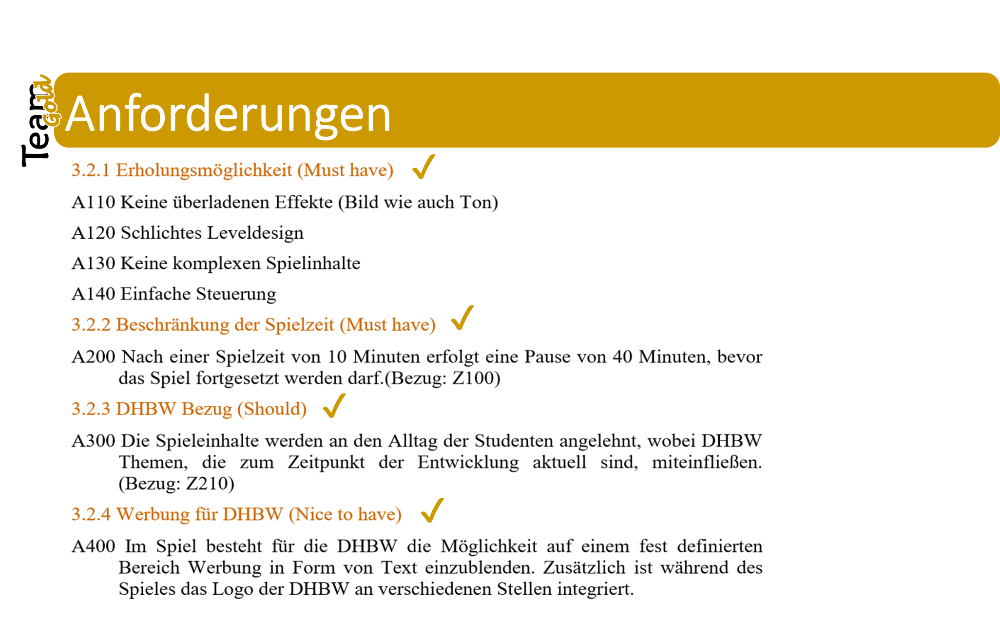 Team Gold
Anforderungen
3.2.1 Erholungsmöglichkeit (Must have) ✓
A110 Keine überladenen Effekte (Bild wie auch Ton)
A120 Schlichtes Leveldesign
A130 Keine komplexen Spielinhalte
A140 Einfache Steuerung
3.2.2 Beschränkung der Spielzeit (Must have) ✓
A200 Nach einer Spielzeit von 10 Minuten erfolgt eine Pause von 40 Minuten, bevor
das Spiel fortgesetzt werden darf.(Bezug: Z100)
3.2.3 DHBW Bezug (Should) ✓
A300 Die Spieleinhalte werden an den Alltag der Studenten angelehnt, wobei DHBW
Themen, die zum Zeitpunkt der Entwicklung aktuell sind, miteinfließen.
(Bezug: Z210)
3.2.4 Werbung für DHBW (Nice to have) ✓
A400 Im Spiel besteht für die DHBW die Möglichkeit auf einem fest definierten
Bereich Werbung in Form von Text einzublenden. Zusätzlich ist während des
Spieles das Logo der DHBW an verschiedenen Stellen integriert.